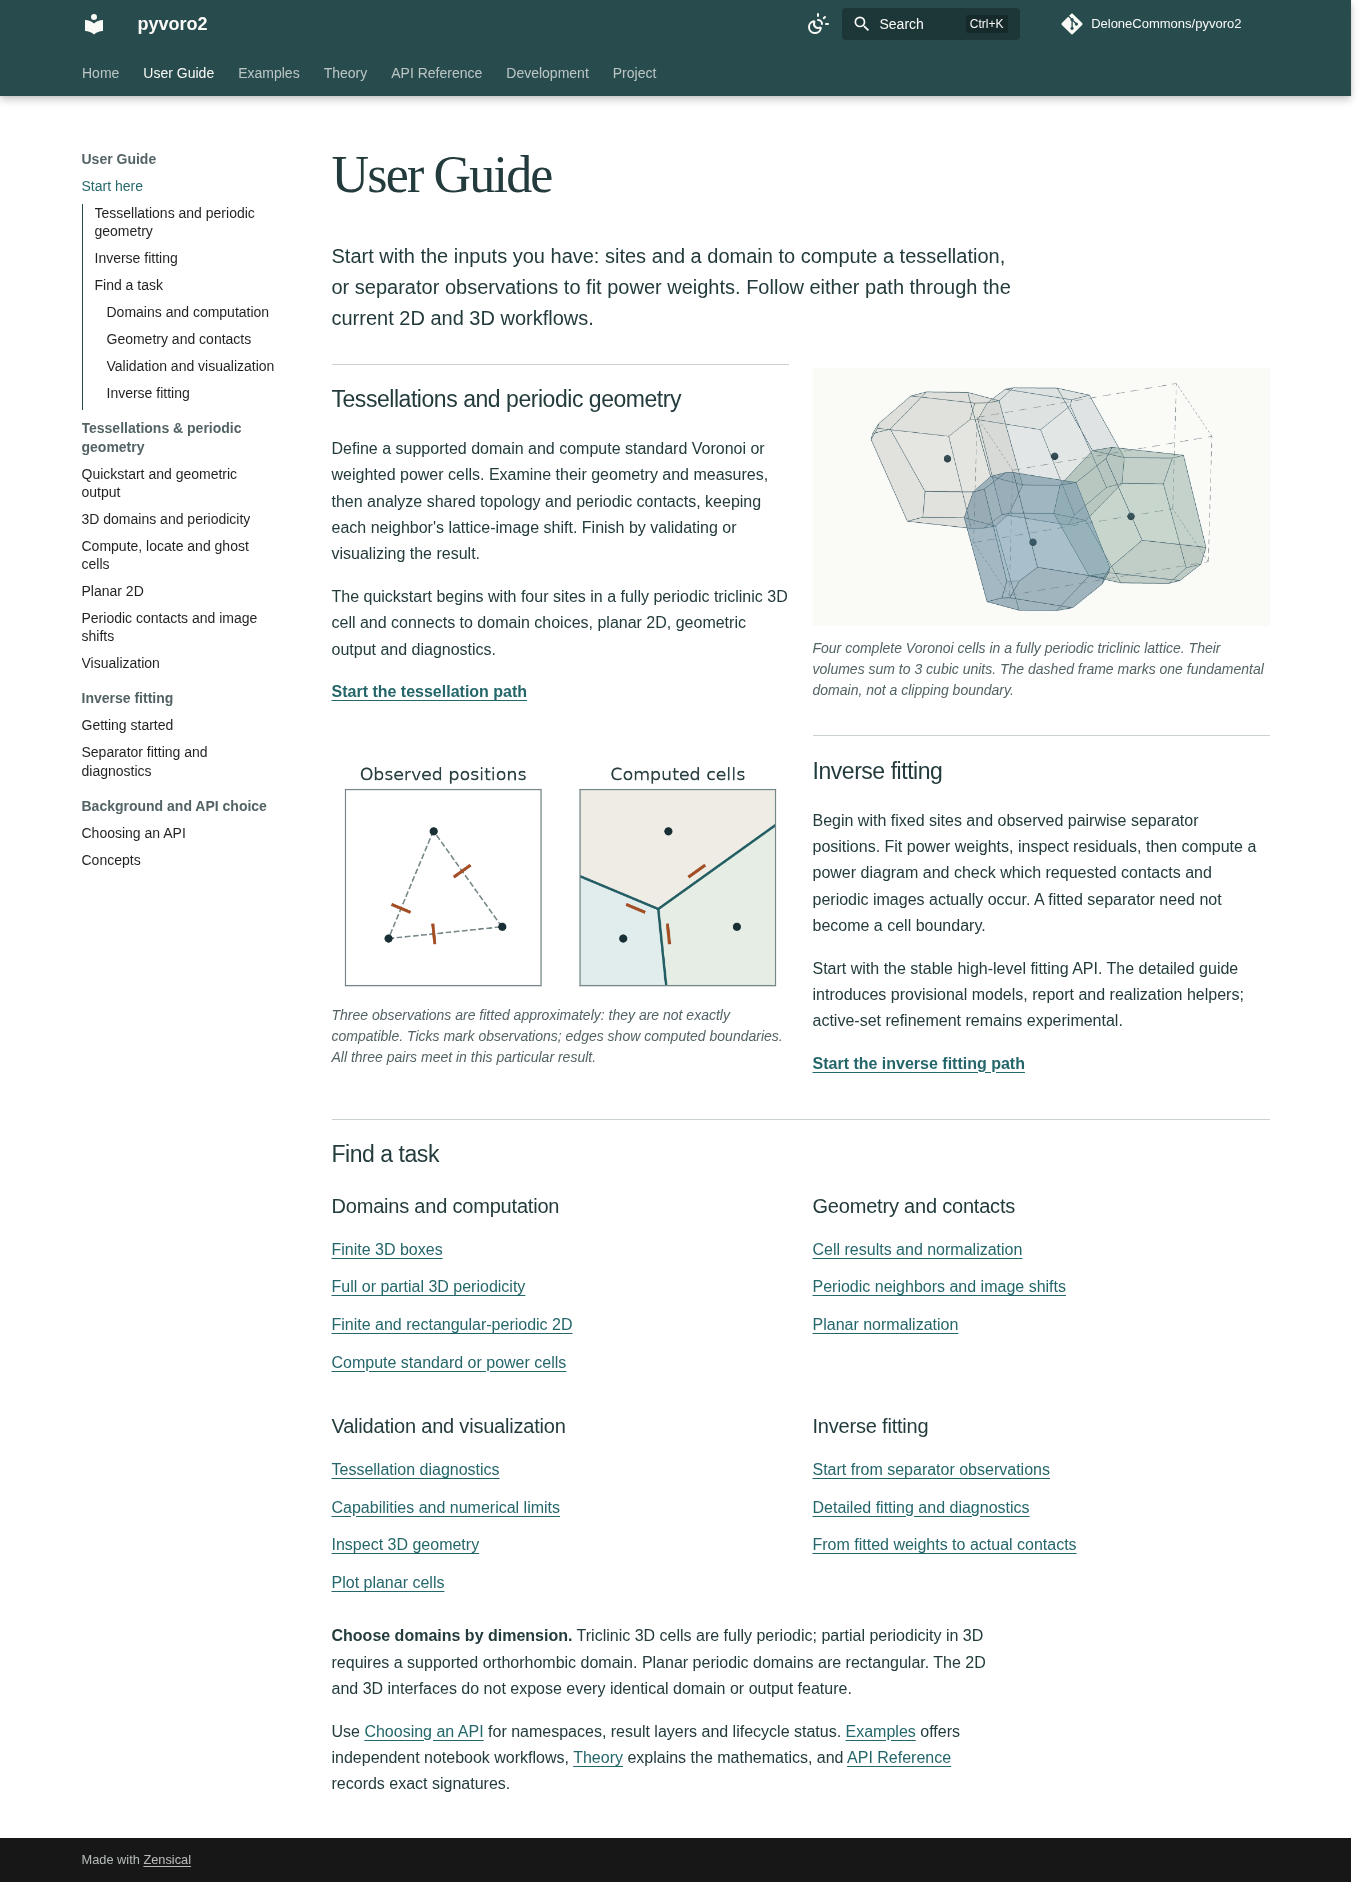 pyvoro2
Search
Ctrl+K
DeloneCommons/pyvoro2
Home
User Guide
Examples
Theory
API Reference
Development
Project
User Guide
Start here
Tessellations and periodic
geometry
Inverse fitting
Find a task
Domains and computation
Geometry and contacts
Validation and visualization
Inverse fitting
Tessellations & periodic
geometry
Quickstart and geometric
output
3D domains and periodicity
Compute, locate and ghost
cells
Planar 2D
Periodic contacts and image
shifts
Visualization
Inverse fitting
Getting started
Separator fitting and
diagnostics
Background and API choice
Choosing an API
Concepts
User Guide
Start with the inputs you have: sites and a domain to compute a tessellation,
or separator observations to fit power weights. Follow either path through the
current 2D and 3D workflows.
Tessellations and periodic geometry
Define a supported domain and compute standard Voronoi or
weighted power cells. Examine their geometry and measures,
then analyze shared topology and periodic contacts, keeping
each neighbor's lattice-image shift. Finish by validating or
visualizing the result.
The quickstart begins with four sites in a fully periodic triclinic 3D
cell and connects to domain choices, planar 2D, geometric
output and diagnostics.
Start the tessellation path
Four complete Voronoi cells in a fully periodic triclinic lattice. Their
volumes sum to 3 cubic units. The dashed frame marks one fundamental
domain, not a clipping boundary.
Observed positions
Computed cells
Three observations are fitted approximately: they are not exactly
compatible. Ticks mark observations; edges show computed boundaries.
All three pairs meet in this particular result.
Inverse fitting
Begin with fixed sites and observed pairwise separator
positions. Fit power weights, inspect residuals, then compute a
power diagram and check which requested contacts and
periodic images actually occur. A fitted separator need not
become a cell boundary.
Start with the stable high-level fitting API. The detailed guide
introduces provisional models, report and realization helpers;
active-set refinement remains experimental.
Start the inverse fitting path
Find a task
Domains and computation
Finite 3D boxes
Full or partial 3D periodicity
Finite and rectangular-periodic 2D
Compute standard or power cells
Geometry and contacts
Cell results and normalization
Periodic neighbors and image shifts
Planar normalization
Validation and visualization
Tessellation diagnostics
Capabilities and numerical limits
Inspect 3D geometry
Plot planar cells
Inverse fitting
Start from separator observations
Detailed fitting and diagnostics
From fitted weights to actual contacts
Choose domains by dimension. Triclinic 3D cells are fully periodic; partial periodicity in 3D
requires a supported orthorhombic domain. Planar periodic domains are rectangular. The 2D
and 3D interfaces do not expose every identical domain or output feature.
Use Choosing an API for namespaces, result layers and lifecycle status. Examples offers
independent notebook workflows, Theory explains the mathematics, and API Reference
records exact signatures.
Made with Zensical